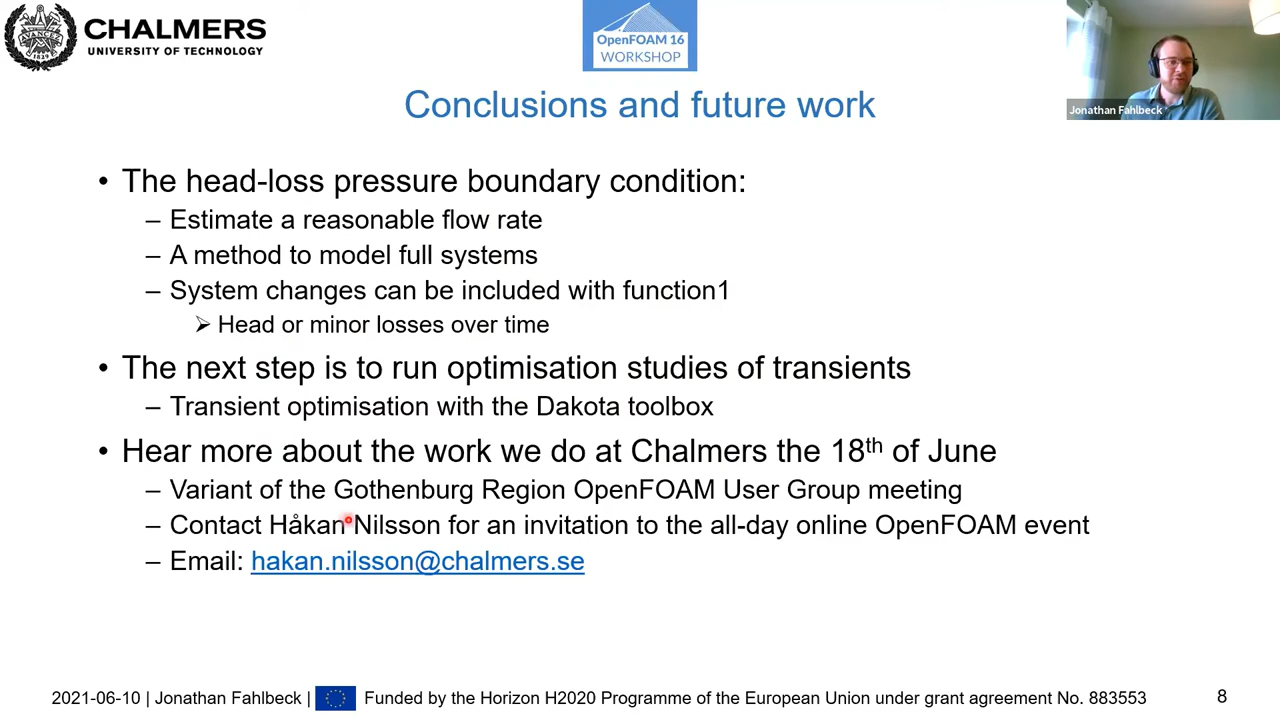 CHALMERS
UNIVERSITY OF TECHNOLOGY
AVANCEZ
1829
OpenFOAM 16
WORKSHOP
Jonathan Fahlbeck
Conclusions and future work
• The head-loss pressure boundary condition:
– Estimate a reasonable flow rate
– A method to model full systems
– System changes can be included with function1
➢ Head or minor losses over time
• The next step is to run optimisation studies of transients
– Transient optimisation with the Dakota toolbox
• Hear more about the work we do at Chalmers the 18th of June
– Variant of the Gothenburg Region OpenFOAM User Group meeting
– Contact Håkan Nilsson for an invitation to the all-day online OpenFOAM event
– Email: hakan.nilsson@chalmers.se
2021-06-10 | Jonathan Fahlbeck | Funded by the Horizon H2020 Programme of the European Union under grant agreement No. 883553
8